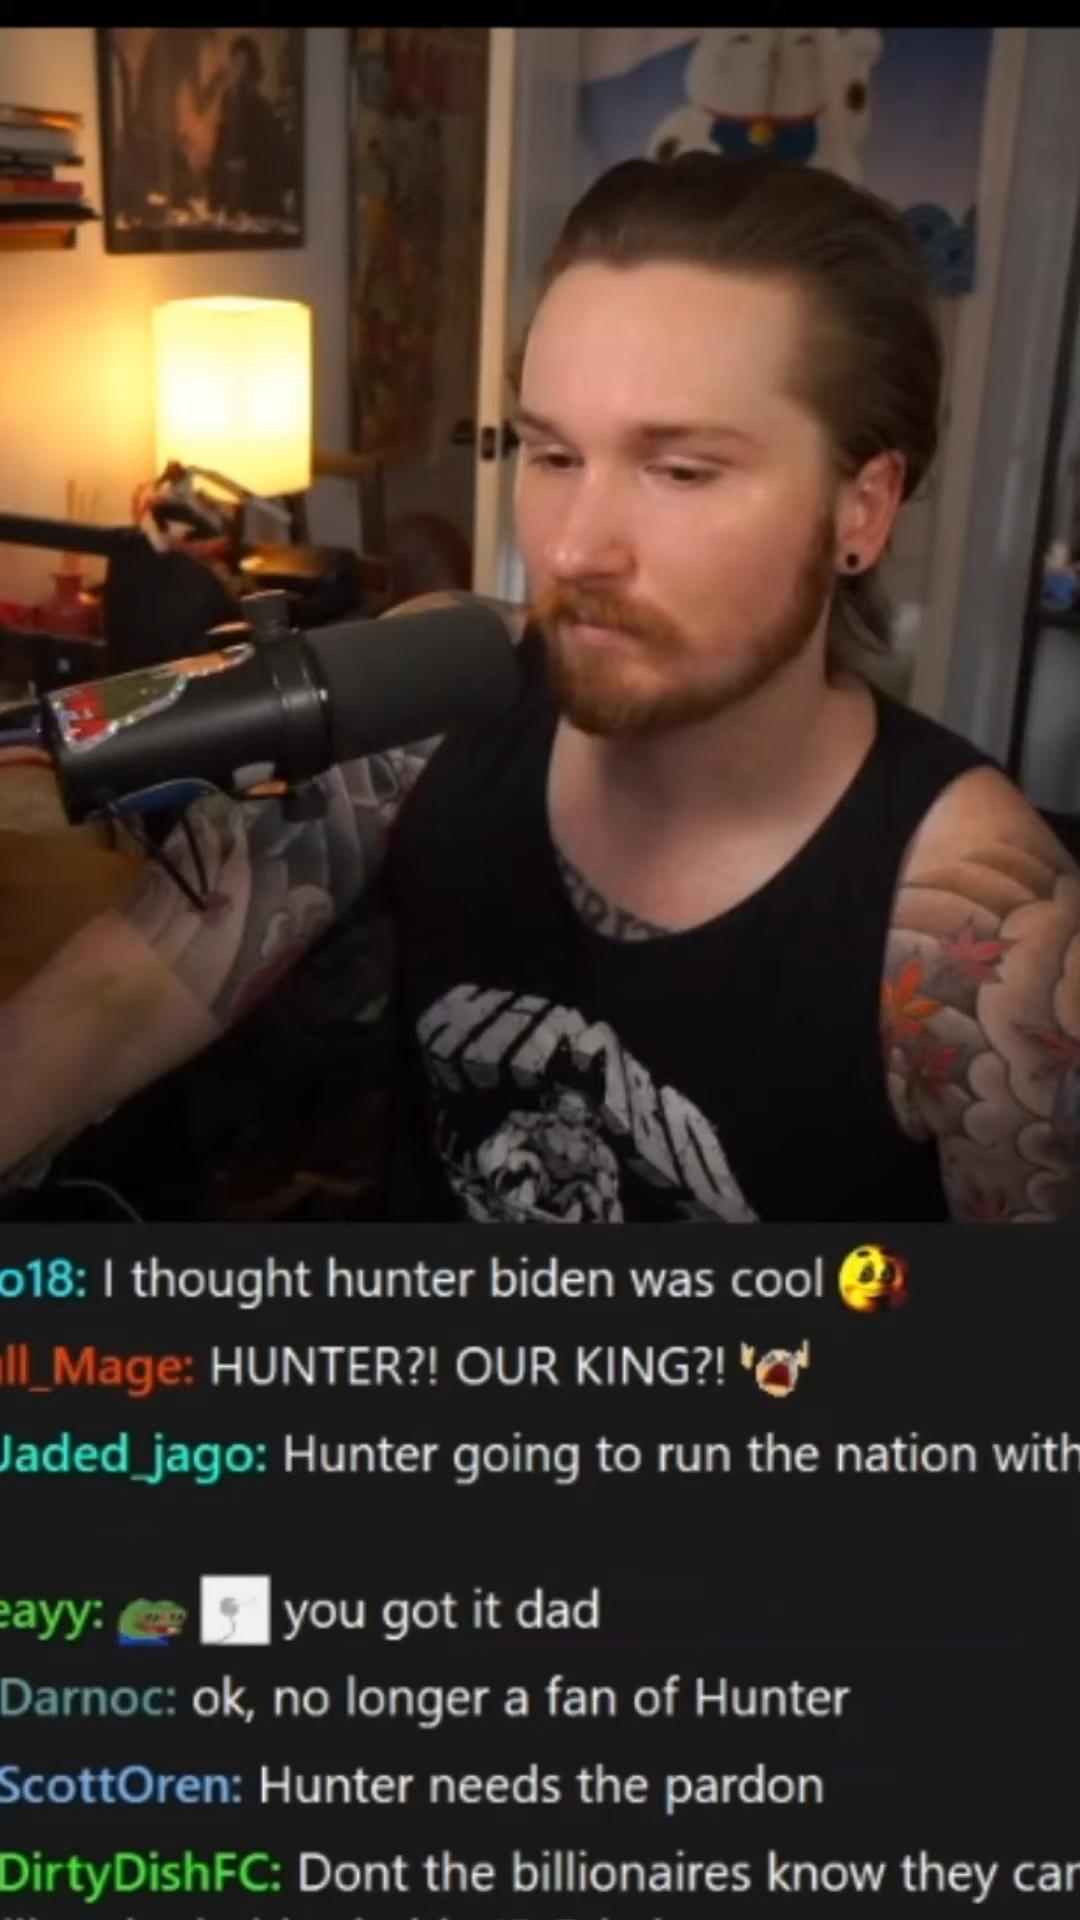 o18: I thought hunter biden was cool
ll_Mage: HUNTER?! OUR KING?!
Jaded_jago: Hunter going to run the nation with
eayy: you got it dad
Darnoc: ok, no longer a fan of Hunter
ScottOren: Hunter needs the pardon
DirtyDishFC: Dont the billionaires know they can